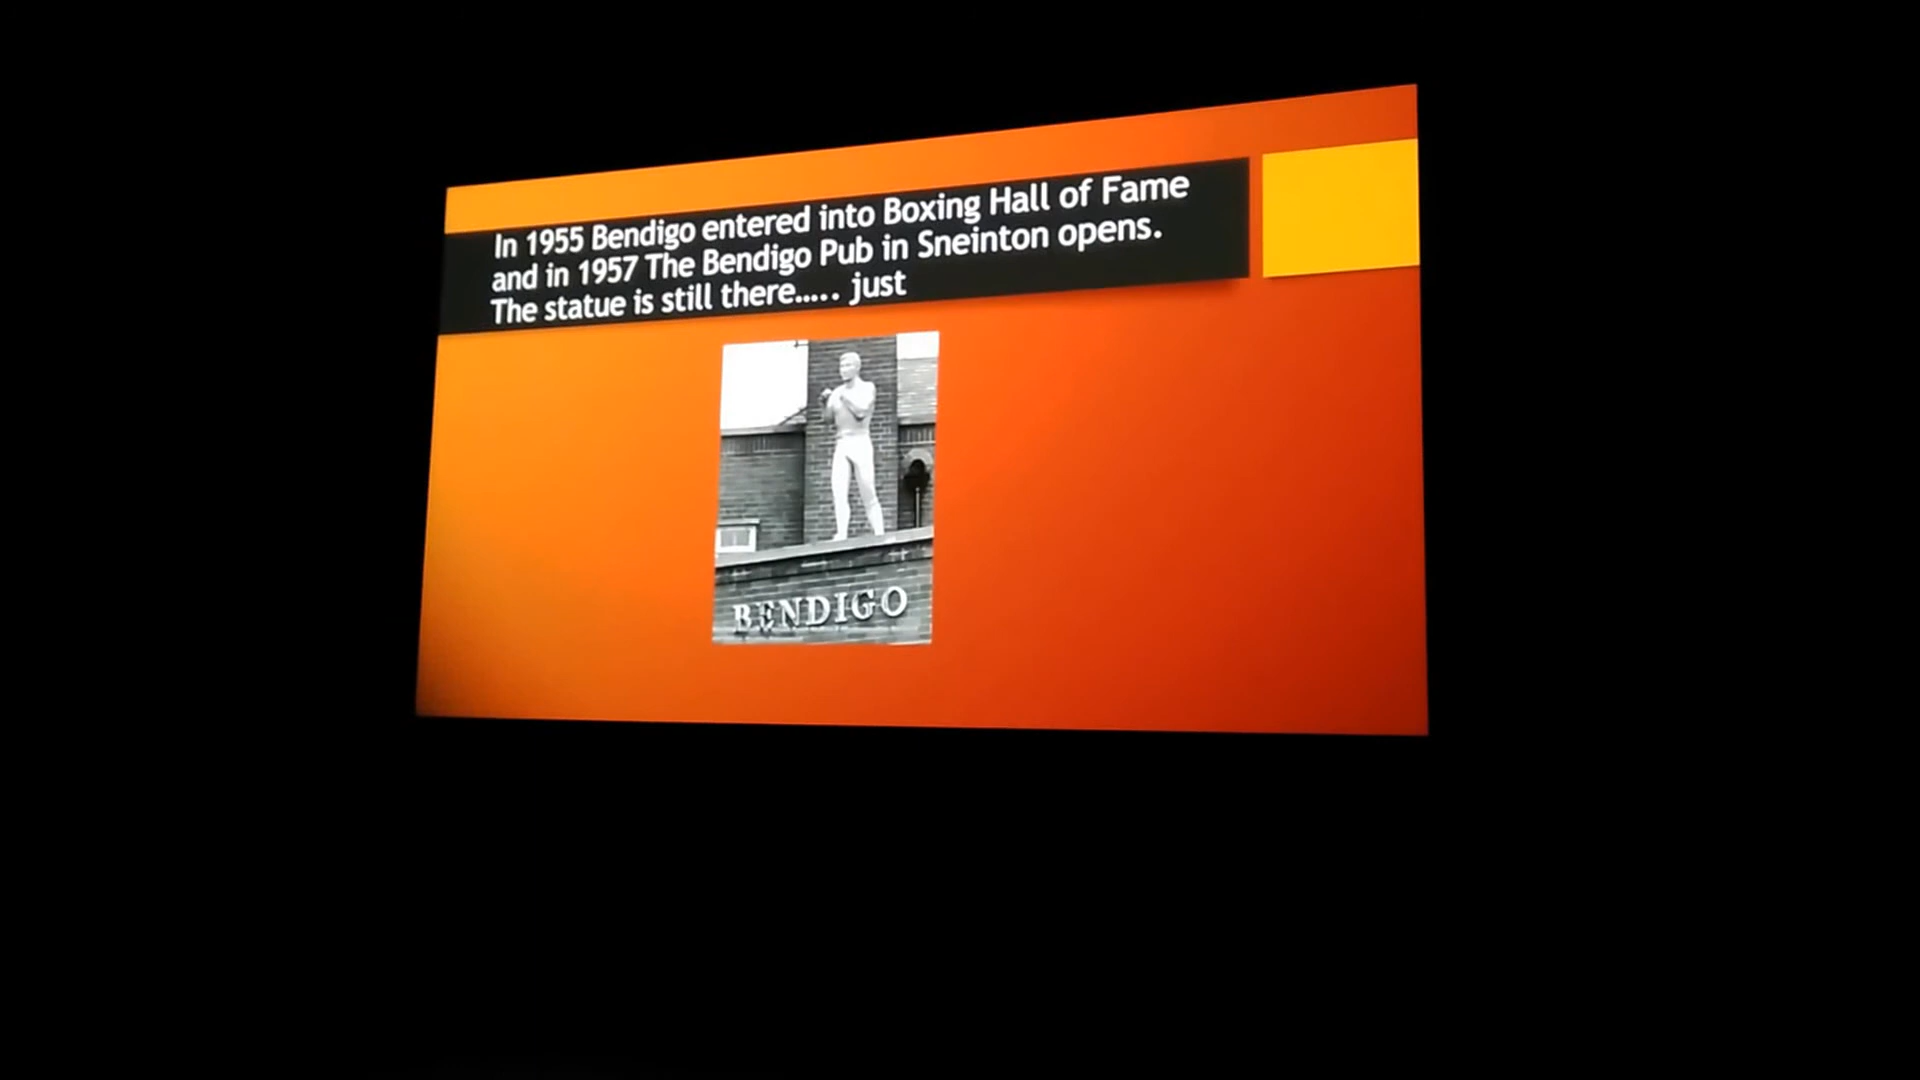 In 1955 Bendigo entered into Boxing Hall of Fame
and in 1957 The Bendigo Pub in Sneinton opens.
The statue is still there..... just
BENDIGO